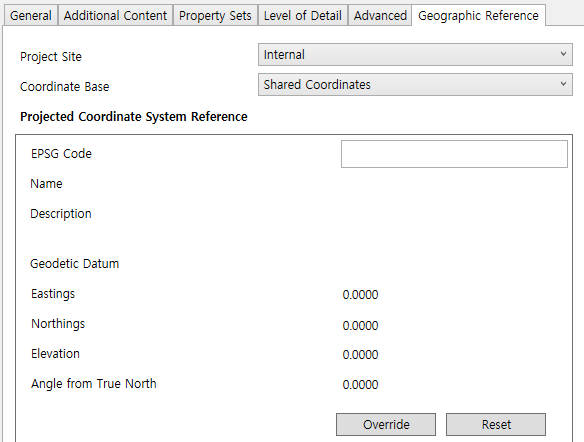 General Additional Content Property Sets Level of Detail Advanced Geographic Reference
Project Site Internal
Coordinate Base Shared Coordinates
Projected Coordinate System Reference
EPSG Code
Name
Description
Geodetic Datum
Eastings 0.0000
Northings 0.0000
Elevation 0.0000
Angle from True North 0.0000
Override Reset